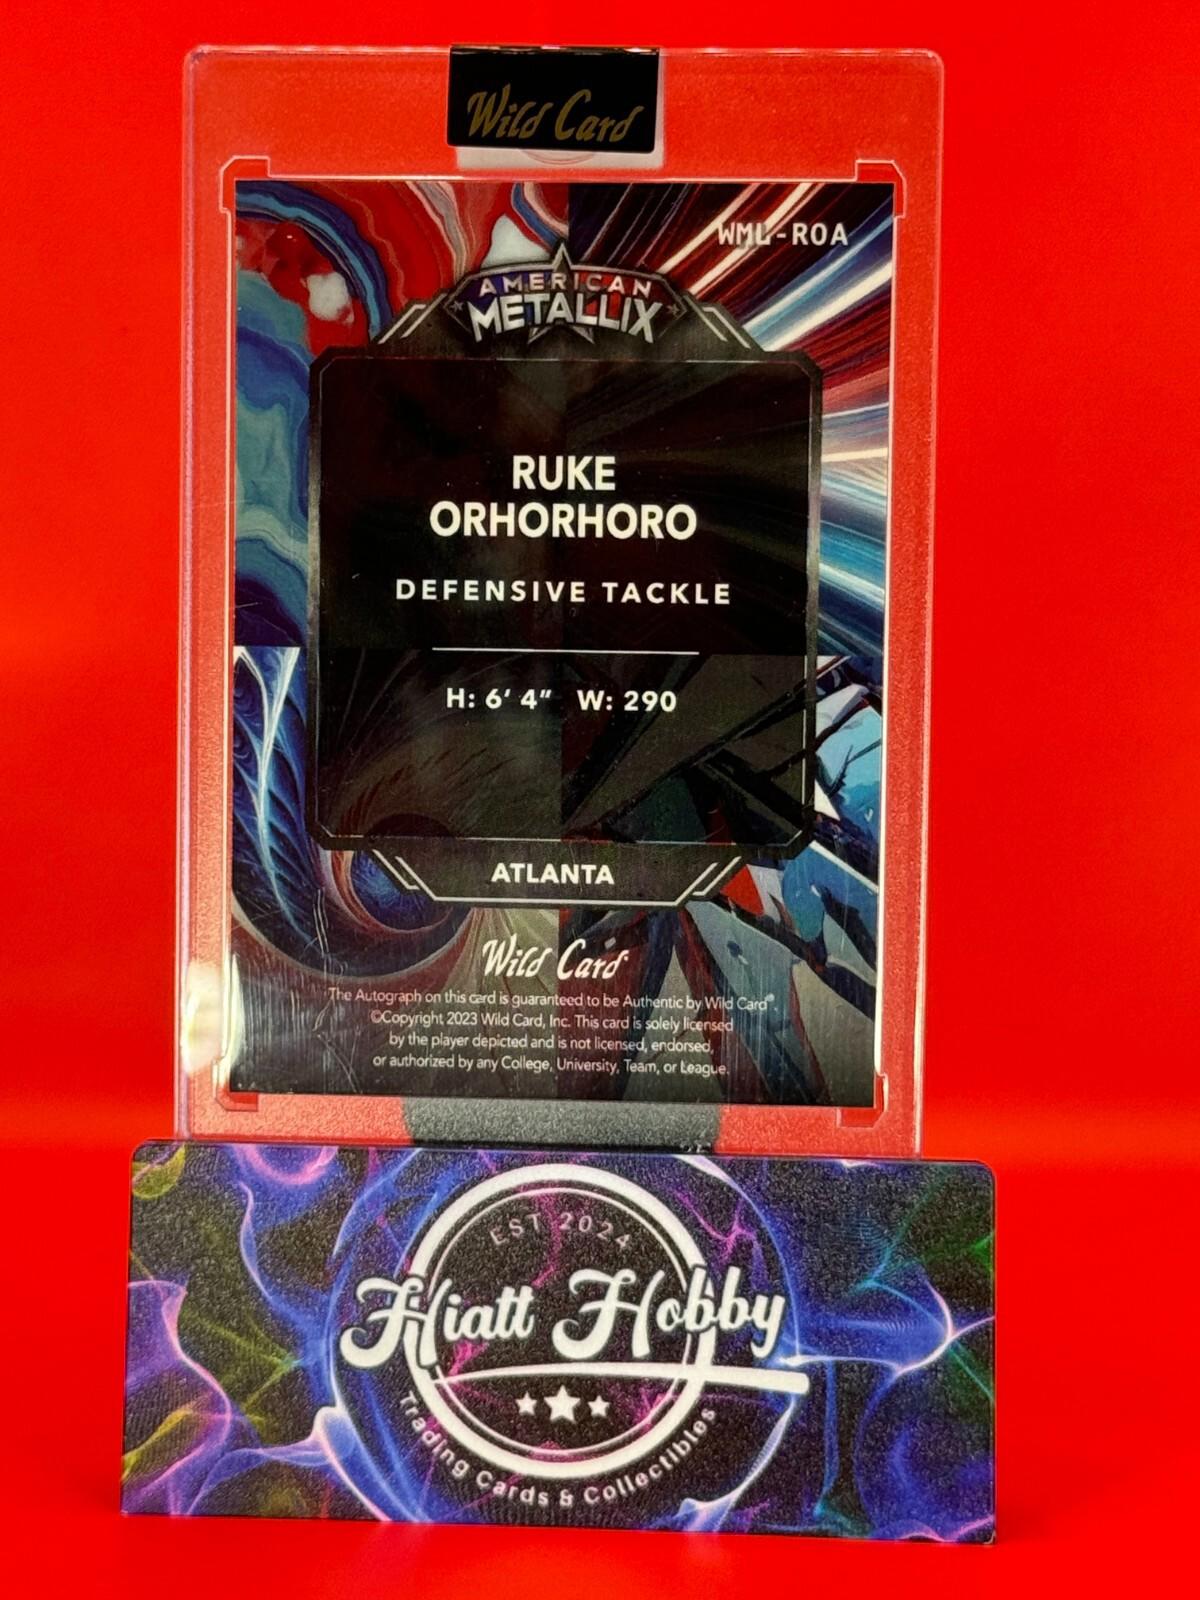 Wild Card
WML-ROA
AMERICAN
METALLIX
RUKE
ORHORHORO
DEFENSIVE TACKLE
H: 6' 4" W: 290
ATLANTA
Wild Card
The Autograph on this card is guaranteed to be Authentic by Wild Card®.
©Copyright 2023 Wild Card, Inc. This card is solely licensed
by the player depicted and is not licensed, endorsed,
or authorized by any College, University, Team, or League.
EST 2024
Hiatt Hobby
Trading Cards & Collectibles